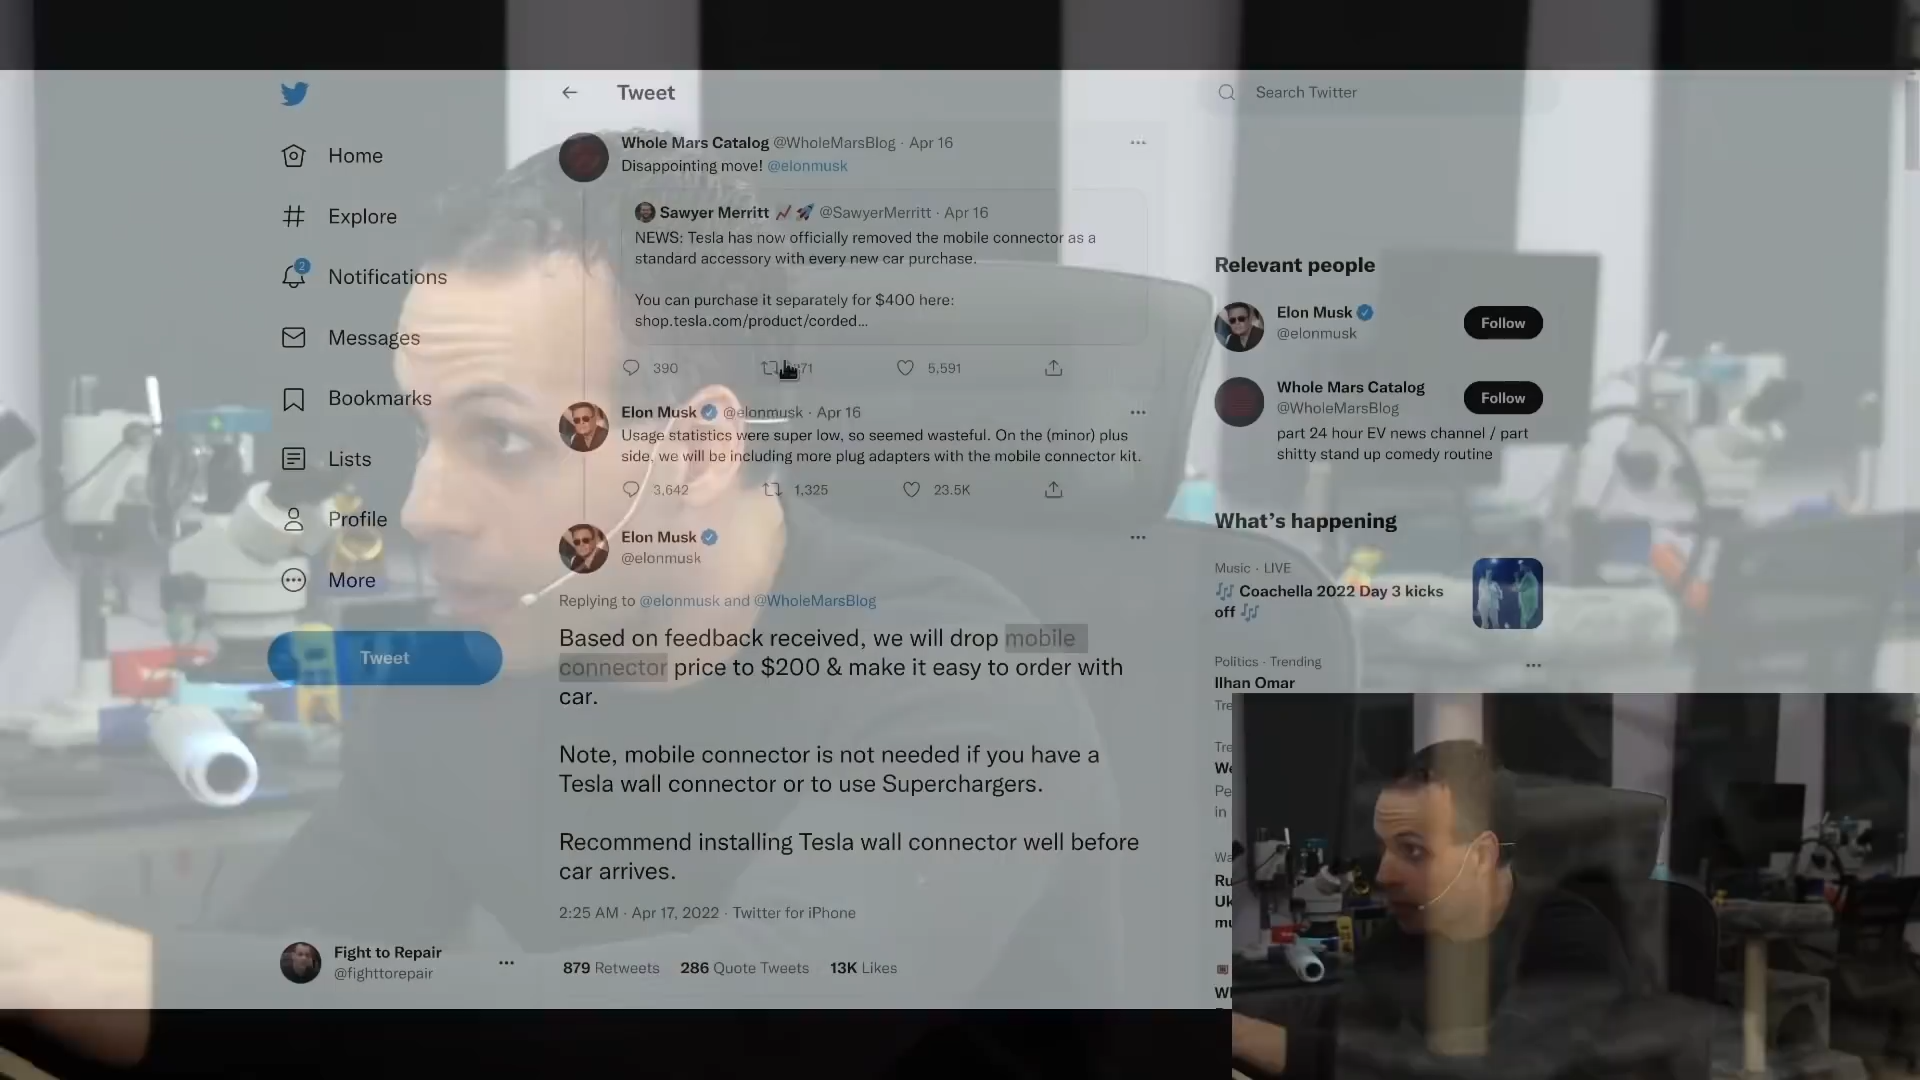 Tweet
Search Twitter
Home
Explore
2
Notifications
Messages
Bookmarks
Lists
Profile
More
Tweet
Fight to Repair
@fighttorepair
Whole Mars Catalog @WholeMarsBlog · Apr 16
Disappointing move! @elonmusk
Sawyer Merritt 📈🚀 @SawyerMerritt · Apr 16
NEWS: Tesla has now officially removed the mobile connector as a
standard accessory with every new car purchase.
You can purchase it separately for $400 here:
shop.tesla.com/product/corded…
390
71
5,591
Elon Musk @elonmusk · Apr 16
Usage statistics were super low, so seemed wasteful. On the (minor) plus
side, we will be including more plug adapters with the mobile connector kit.
3,642
1,325
23.5K
Elon Musk
@elonmusk
Replying to @elonmusk and @WholeMarsBlog
Based on feedback received, we will drop mobile
connector price to $200 & make it easy to order with
car.
Note, mobile connector is not needed if you have a
Tesla wall connector or to use Superchargers.
Recommend installing Tesla wall connector well before
car arrives.
2:25 AM · Apr 17, 2022 · Twitter for iPhone
879 Retweets 286 Quote Tweets 13K Likes
Relevant people
Elon Musk
@elonmusk
Follow
Whole Mars Catalog
@WholeMarsBlog
Follow
part 24 hour EV news channel / part
shitty stand up comedy routine
What's happening
Music · LIVE
🎶 Coachella 2022 Day 3 kicks
off 🎶
Politics · Trending
Ilhan Omar
in